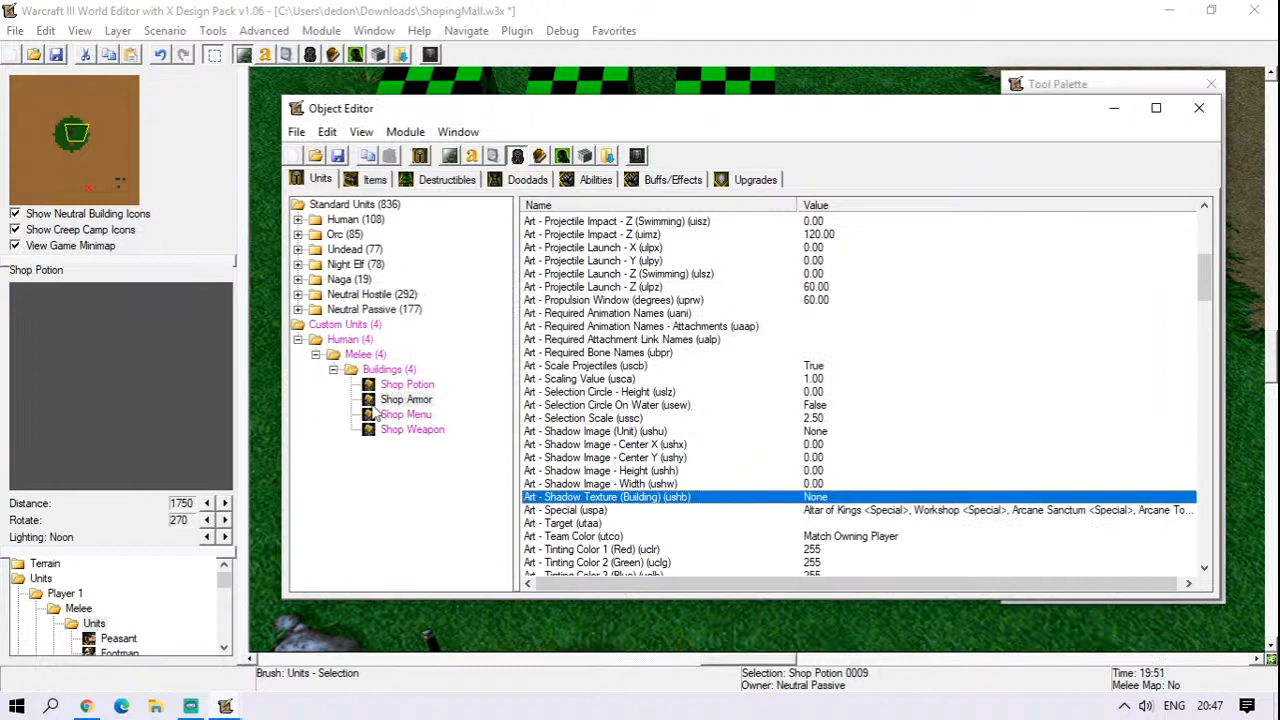 Warcraft III World Editor with X Design Pack v1.06 - [C:\Users\dedon\Downloads\ShopingMall.w3x *]
File Edit View Layer Scenario Tools Advanced Module Window Help Navigate Plugin Debug Favorites
Tool Palette
Object Editor
File Edit View Module Window
Units Items Destructibles Doodads Abilities Buffs/Effects Upgrades
Standard Units (836)
Human (108)
Orc (85)
Undead (77)
Night Elf (78)
Naga (19)
Neutral Hostile (292)
Neutral Passive (177)
Custom Units (4)
Human (4)
Melee (4)
Buildings (4)
Shop Potion
Shop Armor
Shop Menu
Shop Weapon
Name Value
Art - Projectile Impact - Z (Swimming) (uisz) 0.00
Art - Projectile Impact - Z (uimz) 120.00
Art - Projectile Launch - X (ulpx) 0.00
Art - Projectile Launch - Y (ulpy) 0.00
Art - Projectile Launch - Z (Swimming) (ulsz) 0.00
Art - Projectile Launch - Z (ulpz) 60.00
Art - Propulsion Window (degrees) (uprw) 60.00
Art - Required Animation Names (uani)
Art - Required Animation Names - Attachments (uaap)
Art - Required Attachment Link Names (ualp)
Art - Required Bone Names (ubpr)
Art - Scale Projectiles (uscb) True
Art - Scaling Value (usca) 1.00
Art - Selection Circle - Height (uslz) 0.00
Art - Selection Circle On Water (usew) False
Art - Selection Scale (ussc) 2.50
Art - Shadow Image (Unit) (ushu) None
Art - Shadow Image - Center X (ushx) 0.00
Art - Shadow Image - Center Y (ushy) 0.00
Art - Shadow Image - Height (ushh) 0.00
Art - Shadow Image - Width (ushw) 0.00
Art - Shadow Texture (Building) (ushb) None
Art - Special (uspa) Altar of Kings <Special>, Workshop <Special>, Arcane Sanctum <Special>, Arcane To...
Art - Target (utaa)
Art - Team Color (utco) Match Owning Player
Art - Tinting Color 1 (Red) (uclr) 255
Art - Tinting Color 2 (Green) (uclg) 255
Art - Tinting Color 3 (Blue) (uclb) 255
Show Neutral Building Icons
Show Creep Camp Icons
View Game Minimap
Shop Potion
Distance: 1750
Rotate: 270
Lighting: Noon
Terrain
Units
Player 1
Melee
Units
Peasant
Footman
Brush: Units - Selection
Selection: Shop Potion 0009
Owner: Neutral Passive
Time: 19:51
Melee Map: No
ENG 20:47